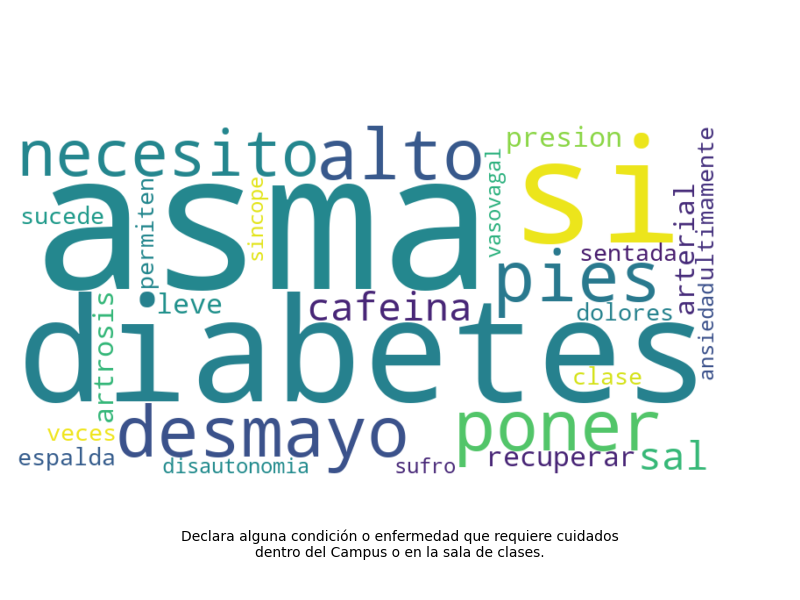 necesito
alto
presion
asma
si
sucede
permiten
sincope
vasovagal
arterial
ultimamente
sentada
pies
leve
cafeina
dolores
ansiedad
artrosis
diabetes
clase
desmayo
poner
veces
espalda
disautonomia
sufro
recuperar
sal
Declara alguna condición o enfermedad que requiere cuidados
dentro del Campus o en la sala de clases.